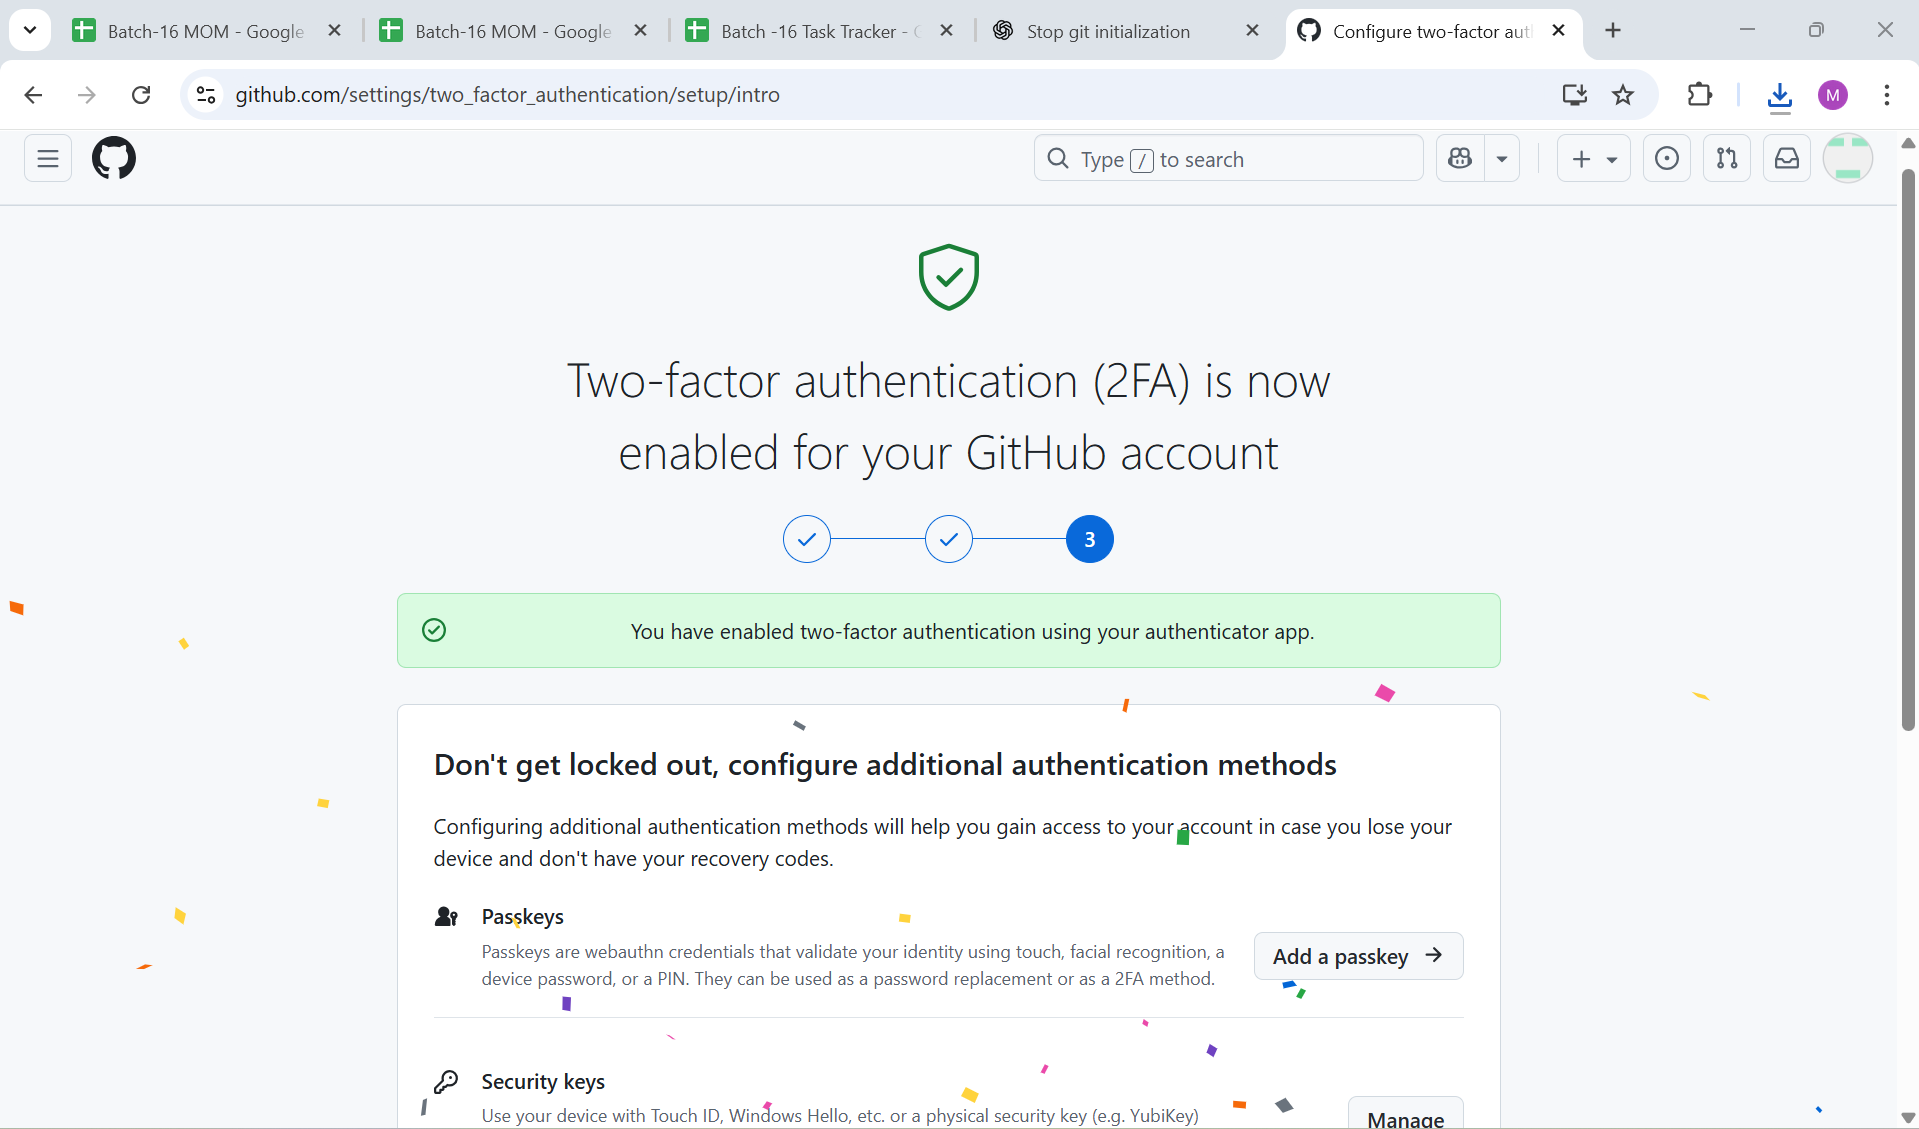 Batch-16 MOM - Google
Batch-16 MOM - Google
Batch -16 Task Tracker -
Stop git initialization
Configure two-factor aut
github.com/settings/two_factor_authentication/setup/intro
M
Type / to search
Two-factor authentication (2FA) is now
enabled for your GitHub account
3
You have enabled two-factor authentication using your authenticator app.
Don't get locked out, configure additional authentication methods
Configuring additional authentication methods will help you gain access to your account in case you lose your
device and don't have your recovery codes.
Passkeys
Passkeys are webauthn credentials that validate your identity using touch, facial recognition, a
device password, or a PIN. They can be used as a password replacement or as a 2FA method.
Add a passkey
Security keys
Use your device with Touch ID, Windows Hello, etc. or a physical security key (e.g. YubiKey)
Manage